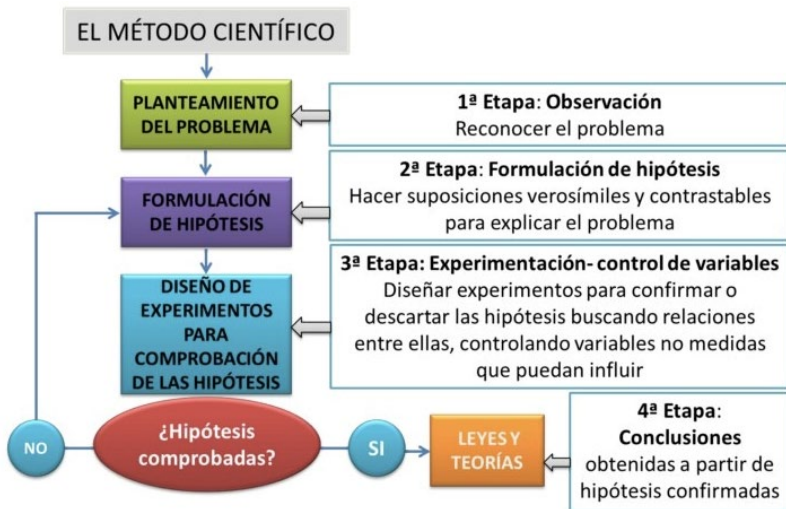 EL MÉTODO CIENTÍFICO
PLANTEAMIENTO
DEL PROBLEMA
1ª Etapa: Observación
Reconocer el problema
FORMULACIÓN
DE HIPÓTESIS
2ª Etapa: Formulación de hipótesis
Hacer suposiciones verosímiles y contrastables
para explicar el problema
DISEÑO DE
EXPERIMENTOS
PARA
COMPROBACIÓN
DE LAS HIPÓTESIS
3ª Etapa: Experimentación- control de variables
Diseñar experimentos para confirmar o
descartar las hipótesis buscando relaciones
entre ellas, controlando variables no medidas
que puedan influir
NO
¿Hipótesis
comprobadas?
SI
LEYES Y
TEORÍAS
4ª Etapa:
Conclusiones
obtenidas a partir de
hipótesis confirmadas